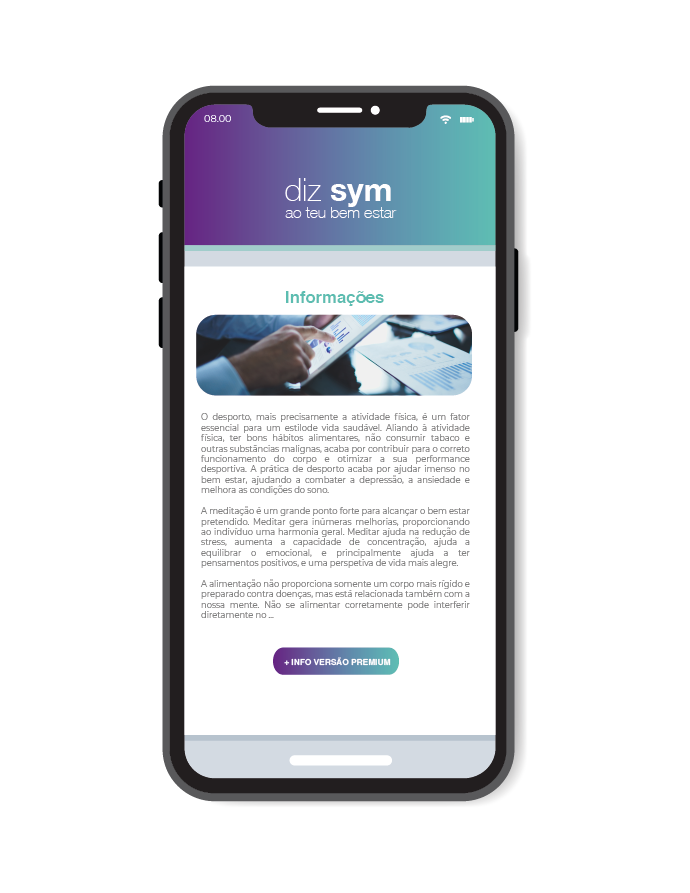 08.00
diz sym
ao teu bem estar
Informações
O desporto, mais precisamente a atividade física, é um fator
essencial para um estilode vida saudável. Aliando à atividade
física, ter bons hábitos alimentares, não consumir tabaco e
outras substâncias malignas, acaba por contribuir para o correto
funcionamento do corpo e otimizar a sua performance
desportiva. A prática de desporto acaba por ajudar imenso no
bem estar, ajudando a combater a depressão, a ansiedade e
melhora as condições do sono.
A meditação é um grande ponto forte para alcançar o bem estar
pretendido. Meditar gera inúmeras melhorias, proporcionando
ao indivíduo uma harmonia geral. Meditar ajuda na redução de
stress, aumenta a capacidade de concentração, ajuda a
equilibrar o emocional, e principalmente ajuda a ter
pensamentos positivos, e uma perspetiva de vida mais alegre.
A alimentação não proporciona somente um corpo mais rígido e
preparado contra doenças, mas está relacionada também com a
nossa mente. Não se alimentar corretamente pode interferir
diretamente no ...
+ INFO VERSÃO PREMIUM